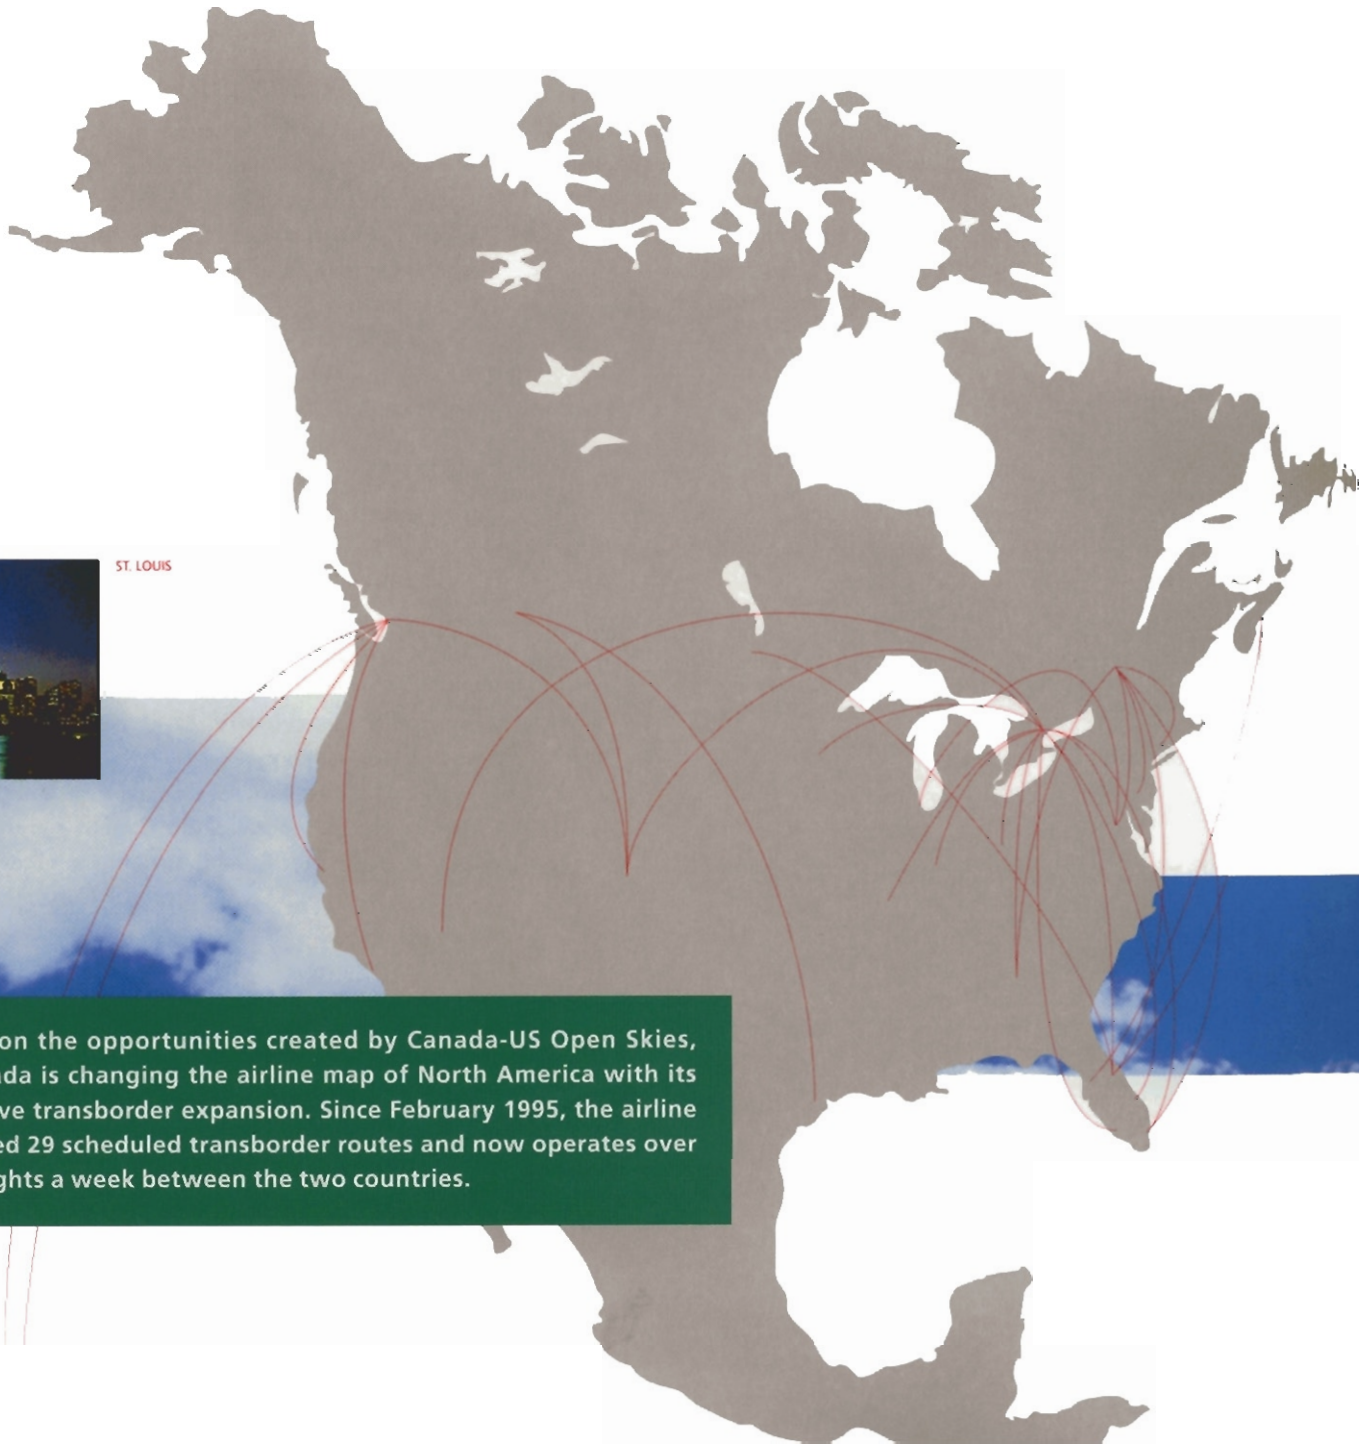 ST. LOUIS
on the opportunities created by Canada-US Open Skies,
ada is changing the airline map of North America with its
ve transborder expansion. Since February 1995, the airline
ed 29 scheduled transborder routes and now operates over
ghts a week between the two countries.